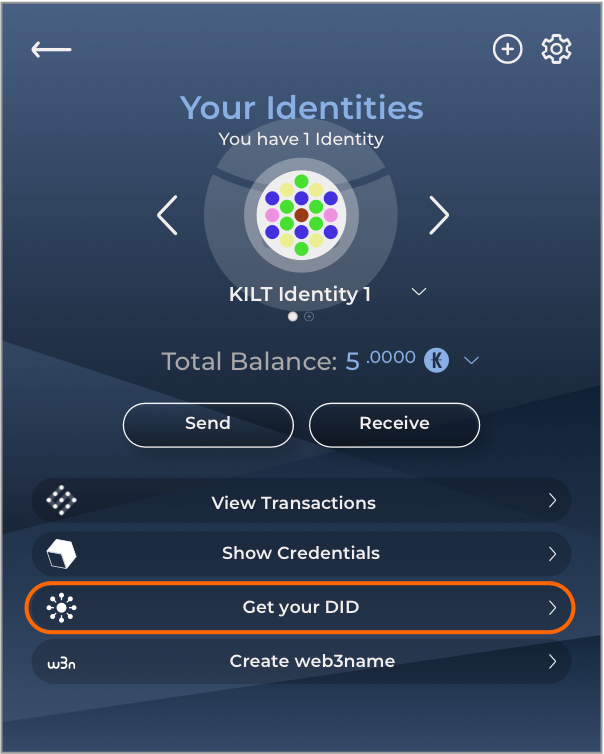 Your Identities
You have 1 Identity
KILT Identity 1
Total Balance: 5 .0000 K
Send
Receive
View Transactions
Show Credentials
Get your DID
w3n Create web3name